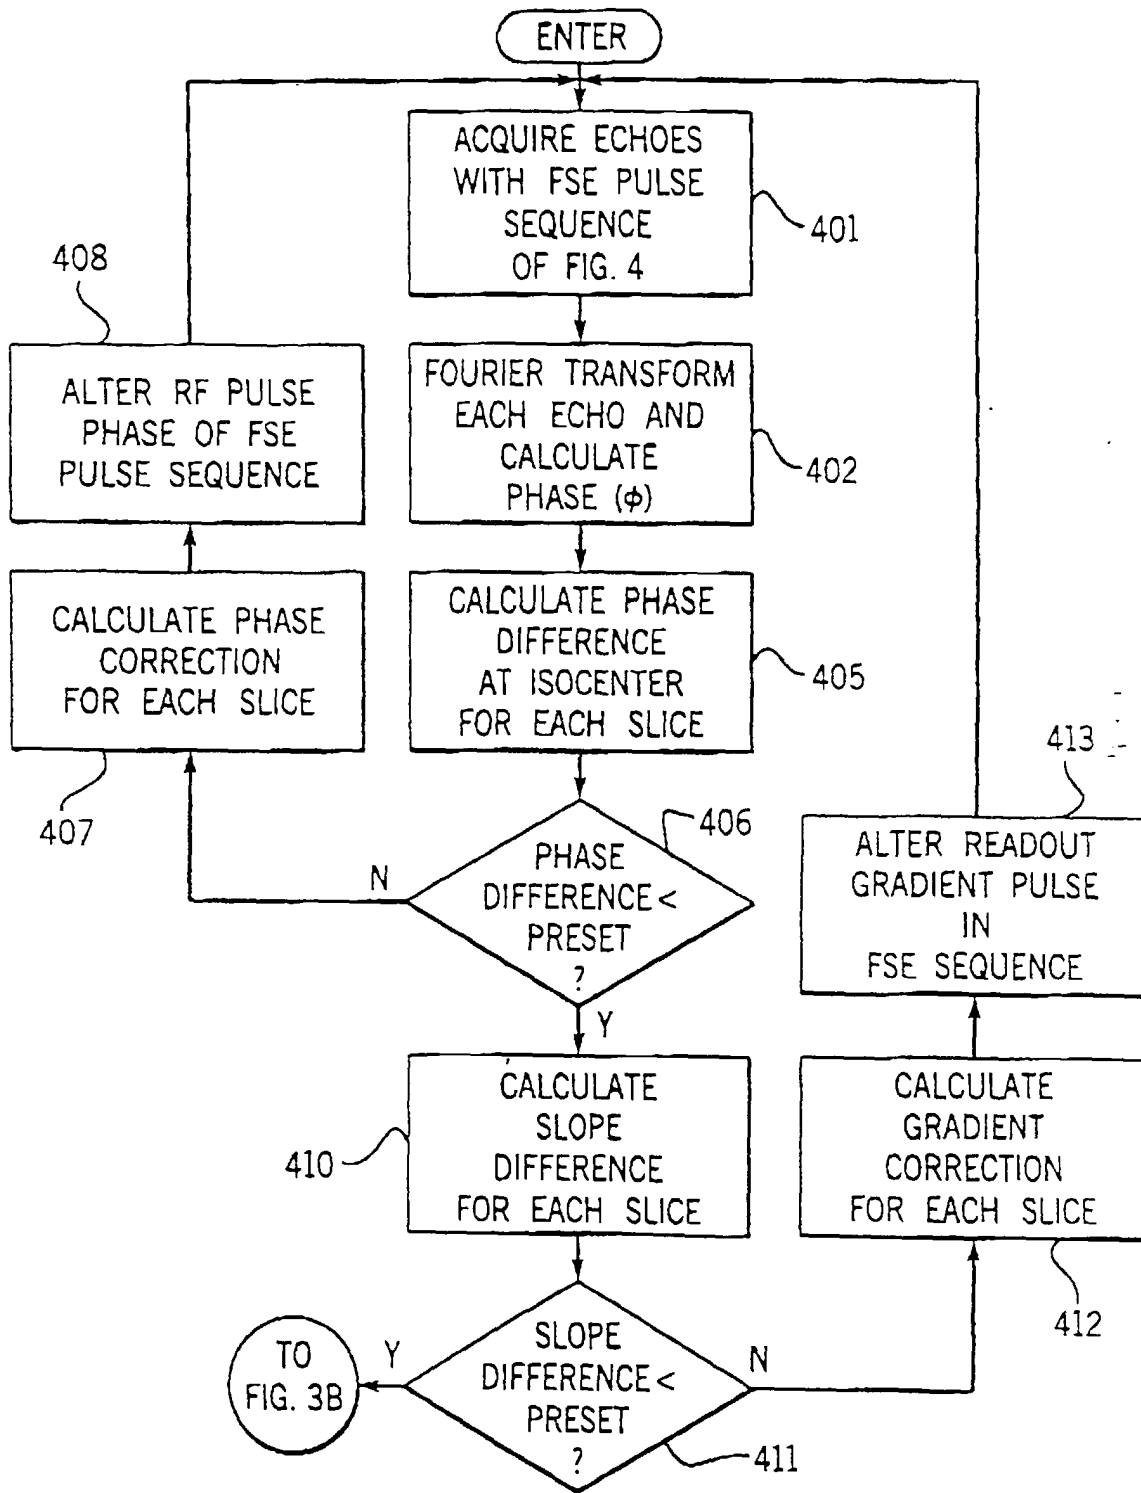 ENTER
ACQUIRE ECHOES
WITH FSE PULSE
SEQUENCE
OF FIG. 4
401
408
ALTER RF PULSE
PHASE OF FSE
PULSE SEQUENCE
FOURIER TRANSFORM
EACH ECHO AND
CALCULATE
PHASE (ϕ)
402
CALCULATE PHASE
CORRECTION
FOR EACH SLICE
407
CALCULATE PHASE
DIFFERENCE
AT ISOCENTER
FOR EACH SLICE
405
PHASE
DIFFERENCE <
PRESET
?
406
N
Y
413
ALTER READOUT
GRADIENT PULSE
IN
FSE SEQUENCE
CALCULATE
SLOPE
DIFFERENCE
FOR EACH SLICE
410
CALCULATE
GRADIENT
CORRECTION
FOR EACH SLICE
412
SLOPE
DIFFERENCE <
PRESET
?
411
Y
N
TO
FIG. 3B